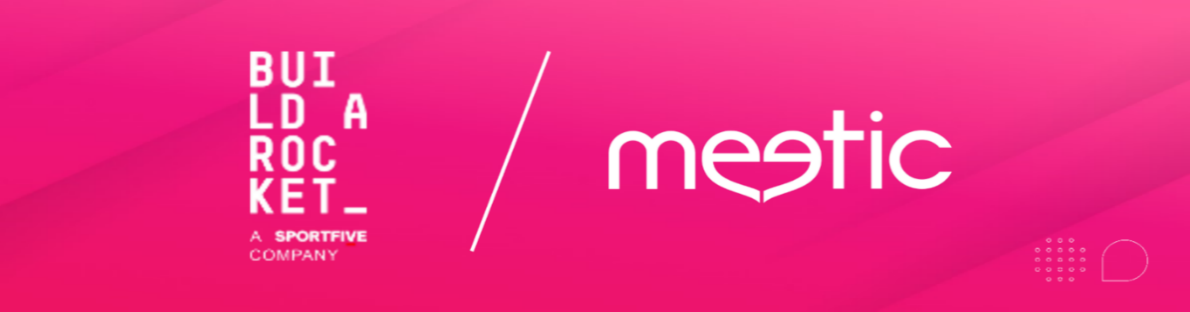 BUI
LD A
ROC
KET_
A SPORTFIVE
COMPANY
meetic